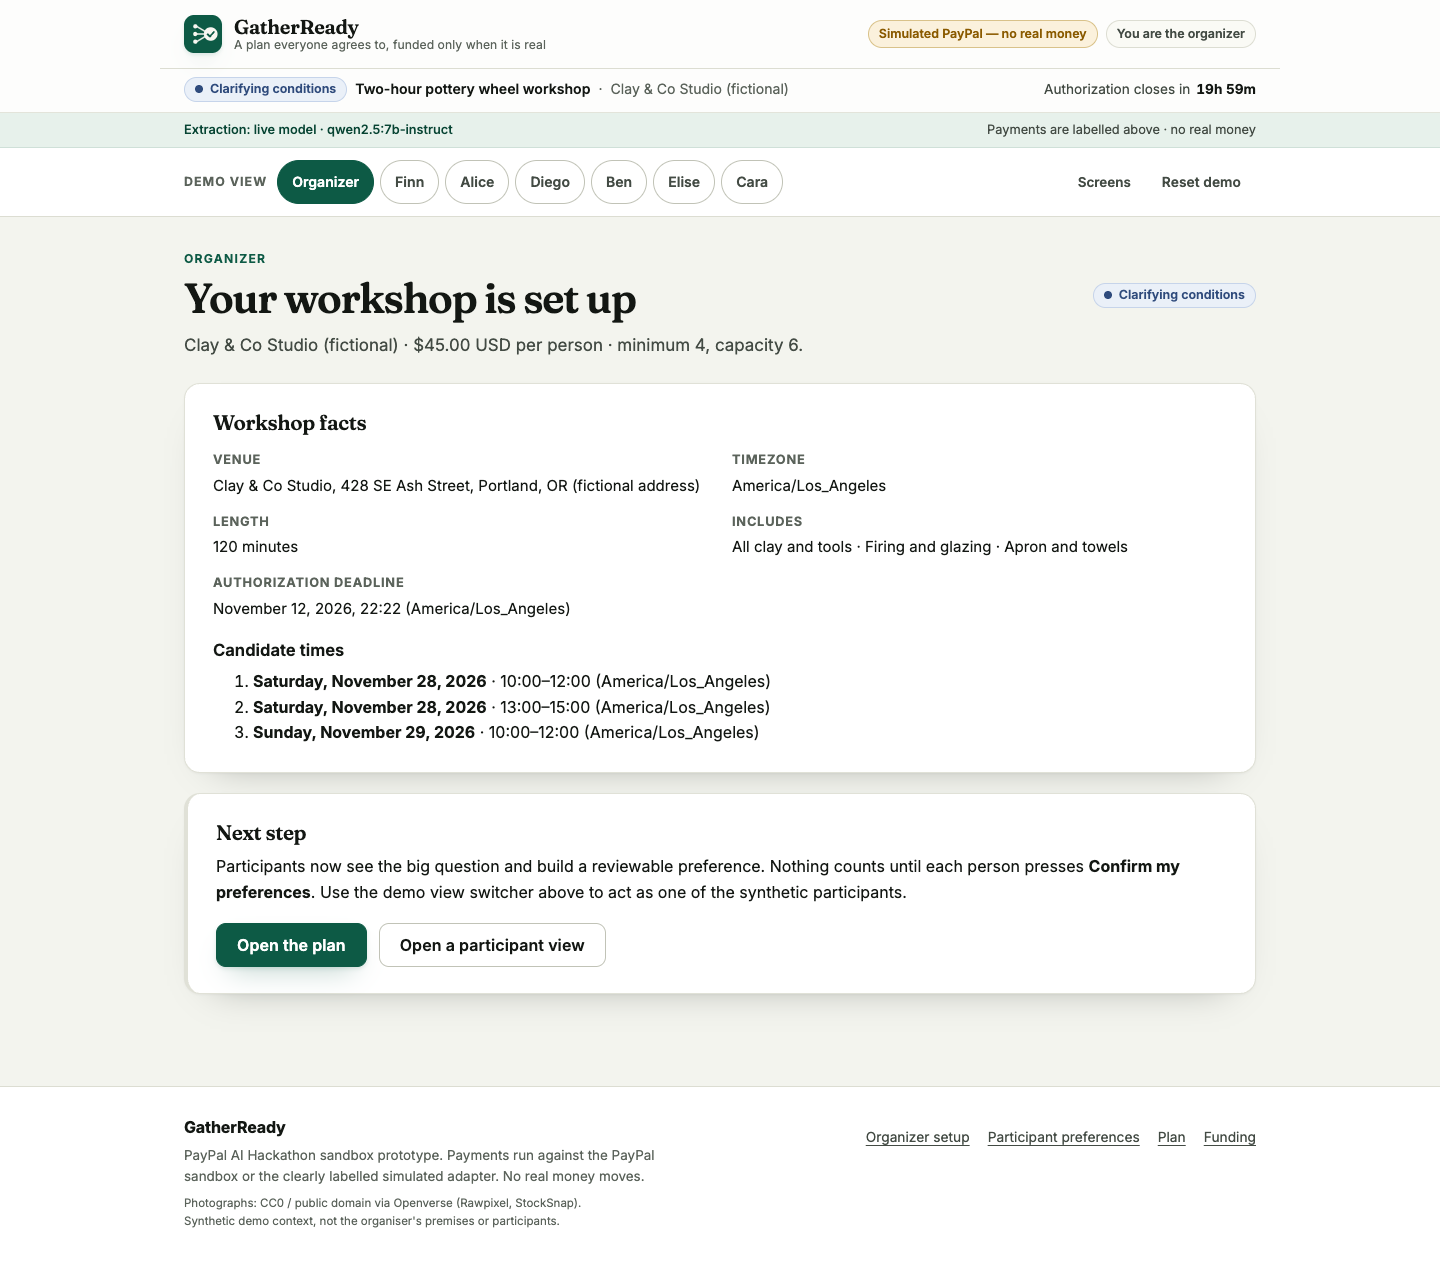 GatherReady
A plan everyone agrees to, funded only when it is real
Simulated PayPal — no real money
You are the organizer
Clarifying conditions
Two-hour pottery wheel workshop · Clay & Co Studio (fictional)
Authorization closes in 19h 59m
Extraction: live model · qwen2.5:7b-instruct
Payments are labelled above · no real money
DEMO VIEW
Organizer
Finn
Alice
Diego
Ben
Elise
Cara
Screens
Reset demo
ORGANIZER
Your workshop is set up
Clarifying conditions
Clay & Co Studio (fictional) · $45.00 USD per person · minimum 4, capacity 6.
Workshop facts
VENUE
Clay & Co Studio, 428 SE Ash Street, Portland, OR (fictional address)
TIMEZONE
America/Los_Angeles
LENGTH
120 minutes
INCLUDES
All clay and tools · Firing and glazing · Apron and towels
AUTHORIZATION DEADLINE
November 12, 2026, 22:22 (America/Los_Angeles)
Candidate times
1. Saturday, November 28, 2026 · 10:00–12:00 (America/Los_Angeles)
2. Saturday, November 28, 2026 · 13:00–15:00 (America/Los_Angeles)
3. Sunday, November 29, 2026 · 10:00–12:00 (America/Los_Angeles)
Next step
Participants now see the big question and build a reviewable preference. Nothing counts until each person presses Confirm my
preferences. Use the demo view switcher above to act as one of the synthetic participants.
Open the plan
Open a participant view
GatherReady
PayPal AI Hackathon sandbox prototype. Payments run against the PayPal
sandbox or the clearly labelled simulated adapter. No real money moves.
Photographs: CC0 / public domain via Openverse (Rawpixel, StockSnap).
Synthetic demo context, not the organiser's premises or participants.
Organizer setup
Participant preferences
Plan
Funding